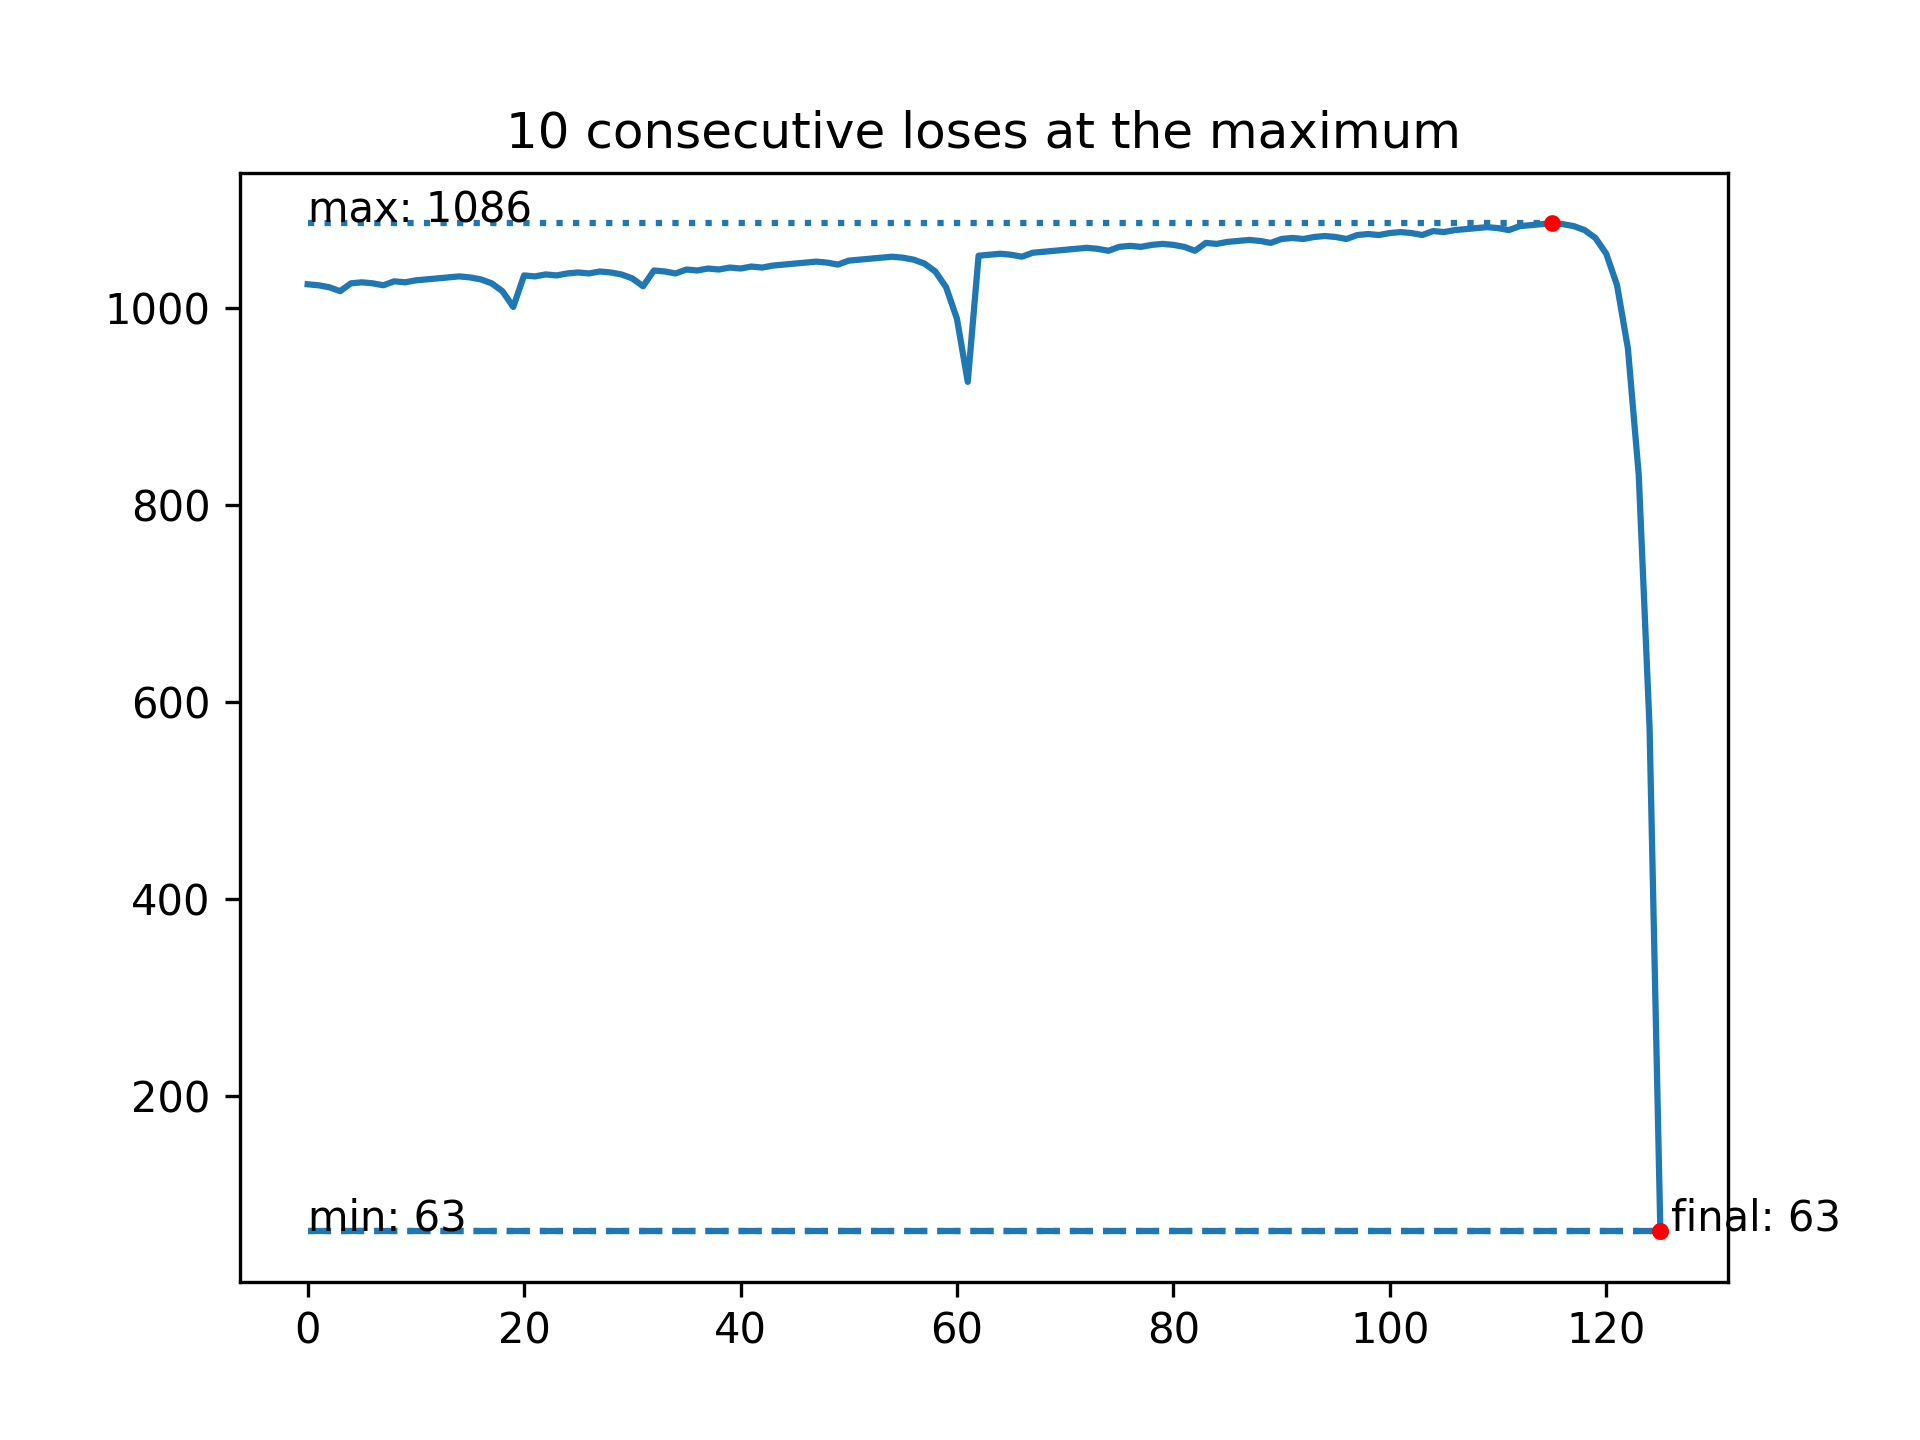 10 consecutive loses at the maximum
max: 1086
1000
800
600
400
200
min: 63
final: 63
0 20 40 60 80 100 120